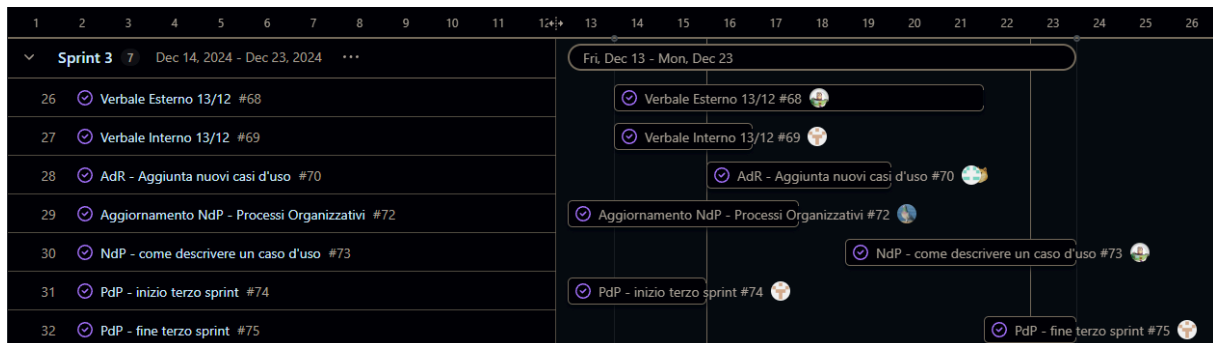 1 2 3 4 5 6 7 8 9 10 11 12 13 14 15 16 17 18 19 20 21 22 23 24 25 26
Sprint 3 7 Dec 14, 2024 - Dec 23, 2024 ··· Fri, Dec 13 - Mon, Dec 23
26 Verbale Esterno 13/12 #68 Verbale Esterno 13/12 #68
27 Verbale Interno 13/12 #69 Verbale Interno 13/12 #69
28 AdR - Aggiunta nuovi casi d'uso #70 AdR - Aggiunta nuovi casi d'uso #70
29 Aggiornamento NdP - Processi Organizzativi #72 Aggiornamento NdP - Processi Organizzativi #72
30 NdP - come descrivere un caso d'uso #73 NdP - come descrivere un caso d'uso #73
31 PdP - inizio terzo sprint #74 PdP - inizio terzo sprint #74
32 PdP - fine terzo sprint #75 PdP - fine terzo sprint #75